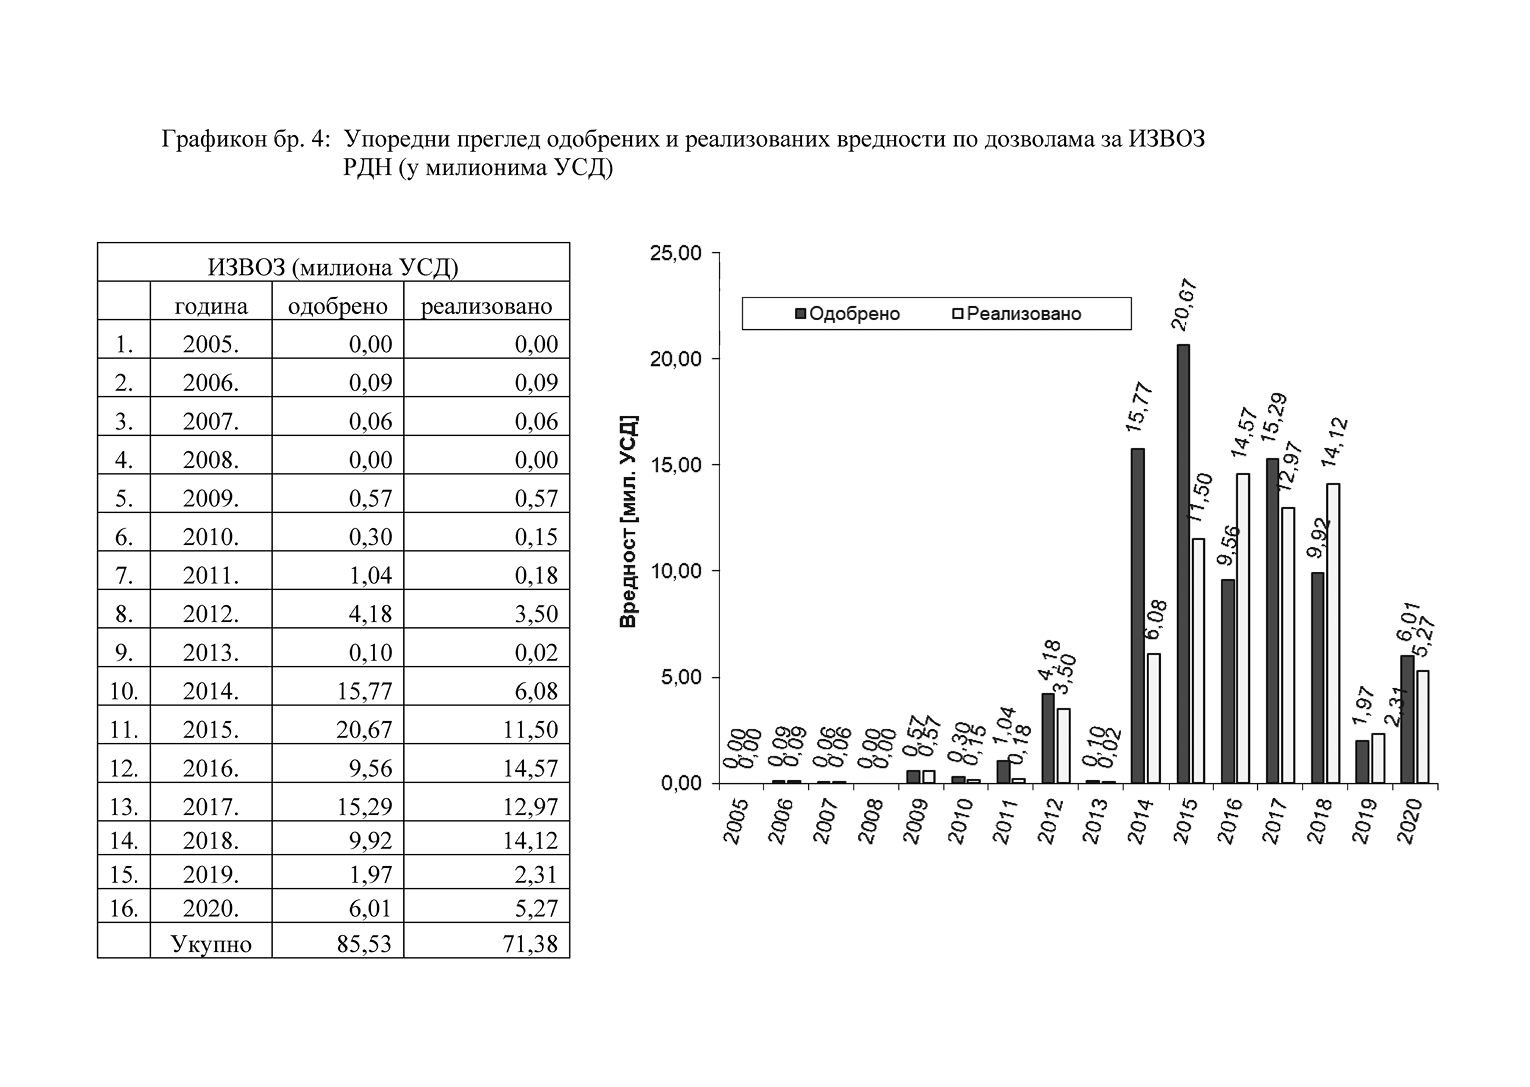 Графикон бр. 4: Упоредни преглед одобрених и реализованих вредности по дозволама за ИЗВОЗ
РДН (у милионима УСД)
ИЗВОЗ (милиона УСД)
година одобрено реализовано
1. 2005. 0,00 0,00
2. 2006. 0,09 0,09
3. 2007. 0,06 0,06
4. 2008. 0,00 0,00
5. 2009. 0,57 0,57
6. 2010. 0,30 0,15
7. 2011. 1,04 0,18
8. 2012. 4,18 3,50
9. 2013. 0,10 0,02
10. 2014. 15,77 6,08
11. 2015. 20,67 11,50
12. 2016. 9,56 14,57
13. 2017. 15,29 12,97
14. 2018. 9,92 14,12
15. 2019. 1,97 2,31
16. 2020. 6,01 5,27
Укупно 85,53 71,38
Вредност [мил. УСД]
25,00
20,00
15,00
10,00
5,00
0,00
Одобрено Реализовано
0,00 0,00
0,09 0,09
0,06 0,06
0,00 0,00
0,57 0,57
0,30 0,15
1,04 0,18
4,18 3,50
0,10 0,02
15,77 6,08
20,67 11,50
9,56 14,57
15,29 12,97
9,92 14,12
1,97 2,31
6,01 5,27
2005 2006 2007 2008 2009 2010 2011 2012 2013 2014 2015 2016 2017 2018 2019 2020